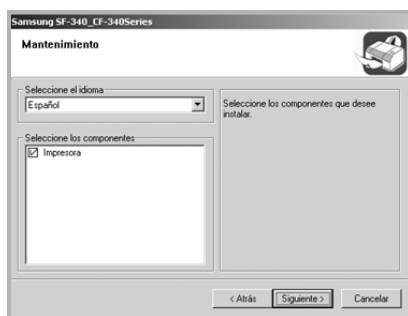 Samsung SF-340_CF-340Series
Mantenimiento
Seleccione el idioma
Español
Seleccione los componentes que desee
instalar.
Seleccione los componentes
Impresora
< Atrás
Siguiente >
Cancelar